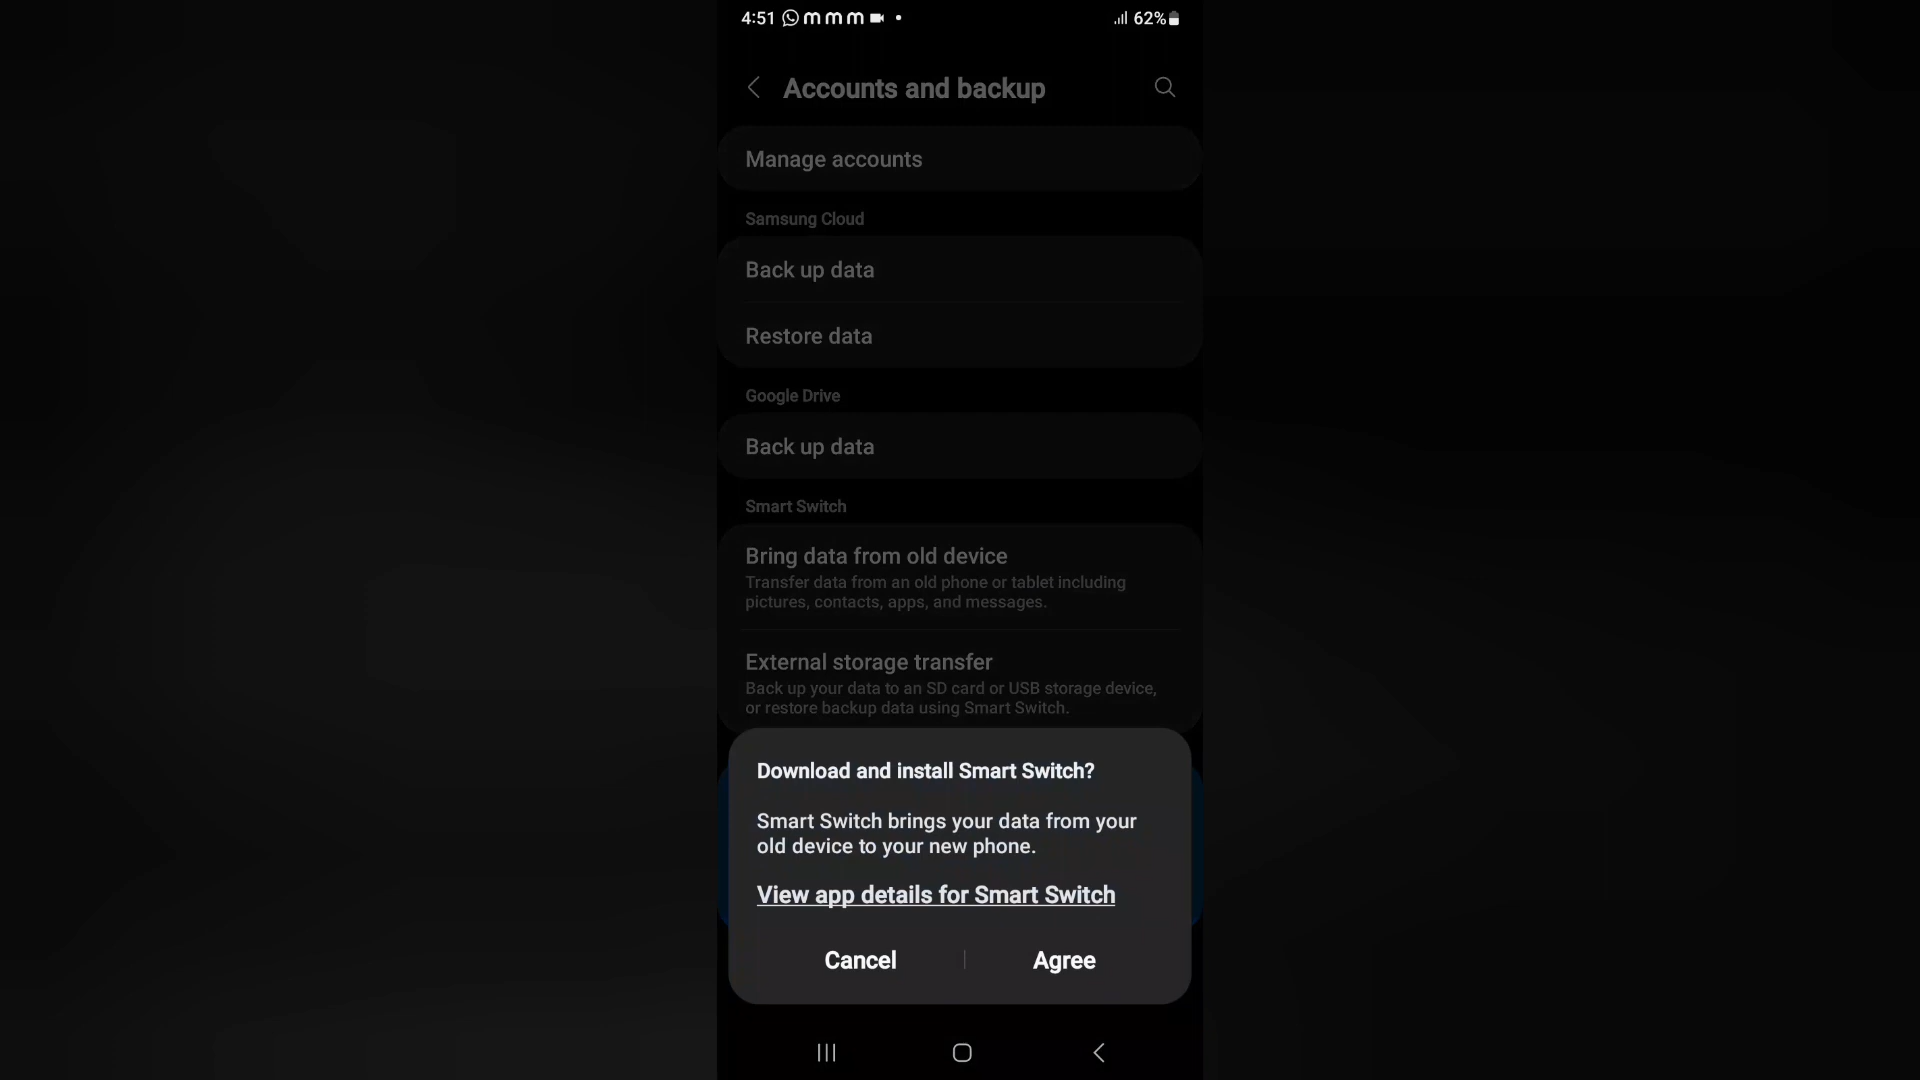 4:51 62%
Accounts and backup
Manage accounts
Samsung Cloud
Back up data
Restore data
Google Drive
Back up data
Smart Switch
Bring data from old device
Transfer data from an old phone or tablet including
pictures, contacts, apps, and messages.
External storage transfer
Back up your data to an SD card or USB storage device,
or restore backup data using Smart Switch.
Download and install Smart Switch?
Smart Switch brings your data from your
old device to your new phone.
View app details for Smart Switch
Cancel Agree